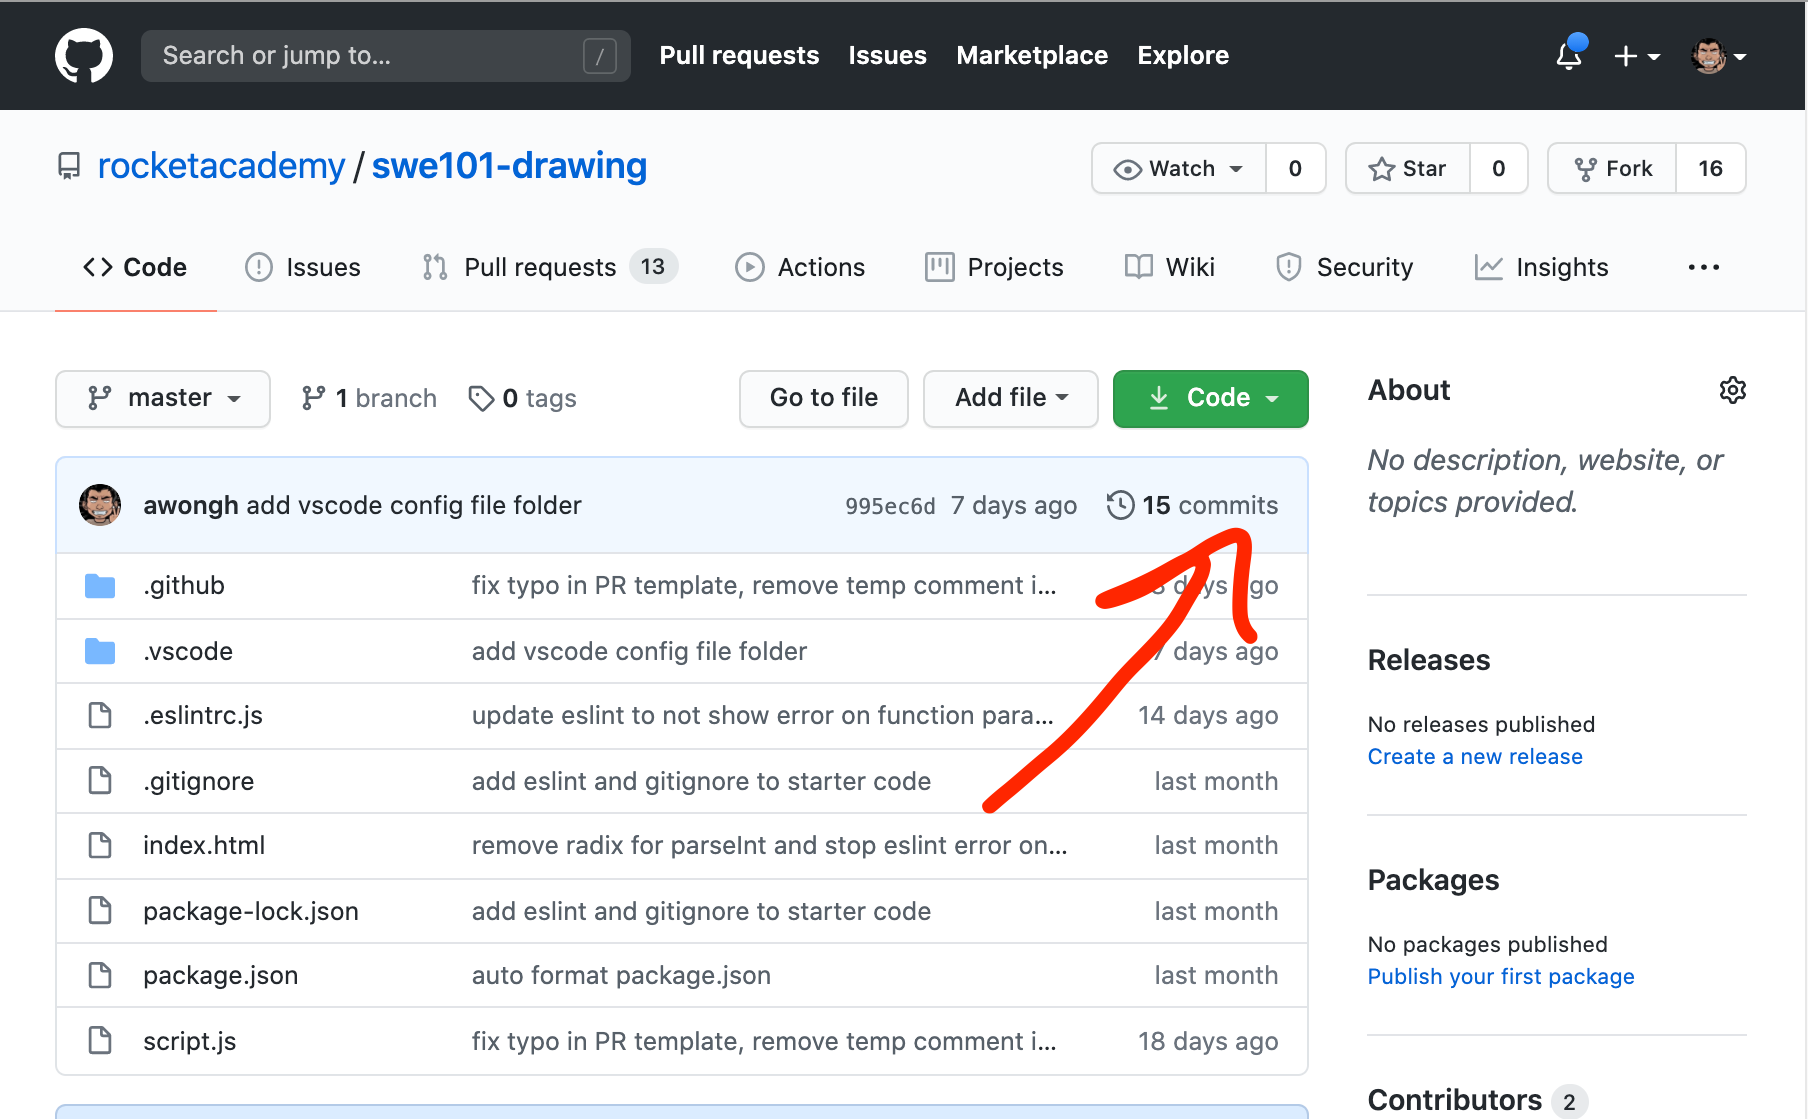 Search or jump to... / Pull requests Issues Marketplace Explore
rocketacademy / swe101-drawing Watch 0 Star 0 Fork 16
Code Issues Pull requests 13 Actions Projects Wiki Security Insights ...
master 1 branch 0 tags Go to file Add file Code
About
No description, website, or
topics provided.
awongh add vscode config file folder 995ec6d 7 days ago 15 commits
.github fix typo in PR template, remove temp comment i... days ago
.vscode add vscode config file folder 7 days ago
.eslintrc.js update eslint to not show error on function para... 14 days ago
.gitignore add eslint and gitignore to starter code last month
index.html remove radix for parseInt and stop eslint error on... last month
package-lock.json add eslint and gitignore to starter code last month
package.json auto format package.json last month
script.js fix typo in PR template, remove temp comment i... 18 days ago
Releases
No releases published
Create a new release
Packages
No packages published
Publish your first package
Contributors 2